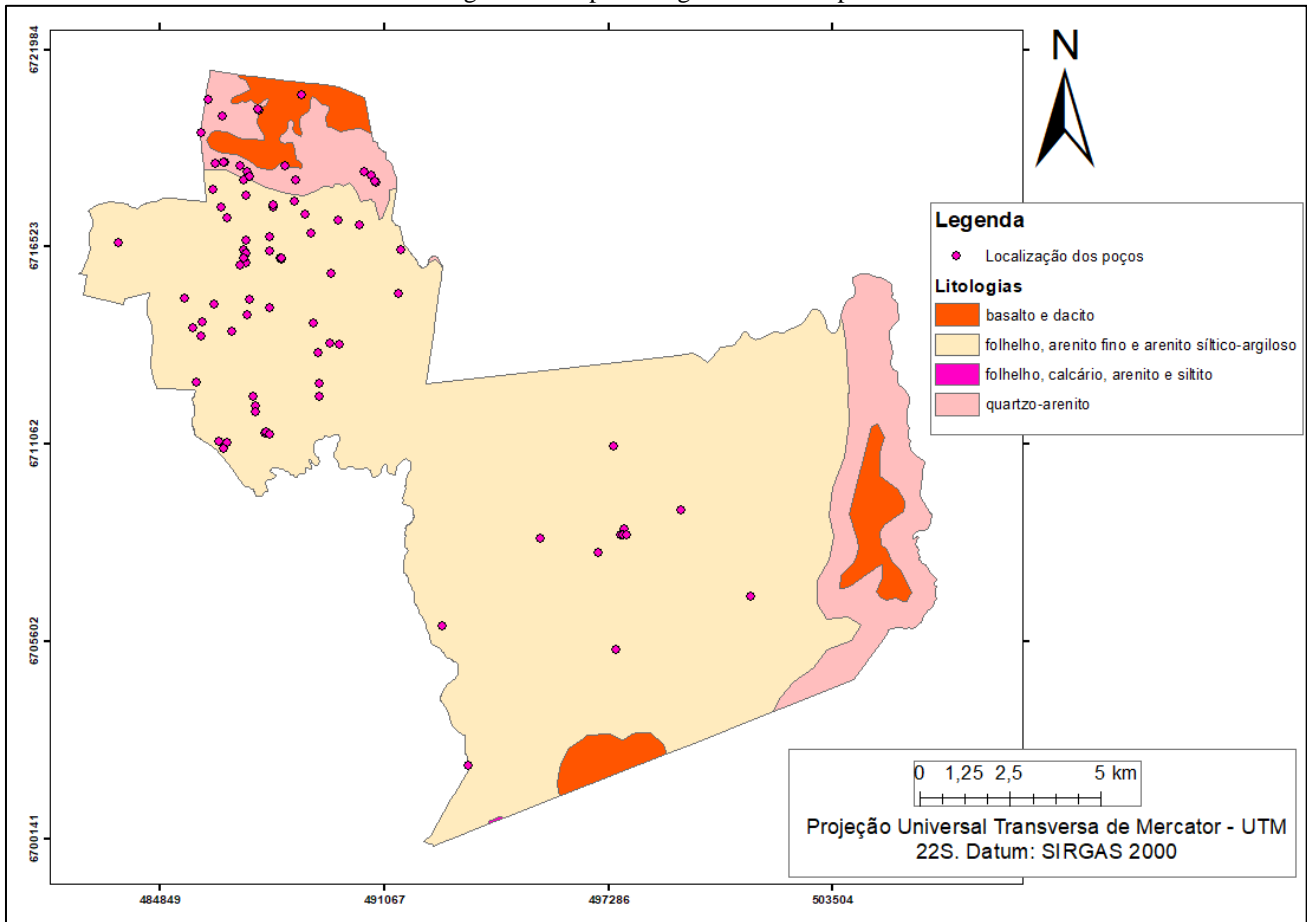 N
6721984
6716523
6711062
6705602
6700141
Legenda
Localização dos poços
Litologias
basalto e dacito
folhelho, arenito fino e arenito síltico-argiloso
folhelho, calcário, arenito e siltito
quartzo-arenito
0 1,25 2,5 5 km
Projeção Universal Transversa de Mercator - UTM
22S. Datum: SIRGAS 2000
484849 491067 497286 503504